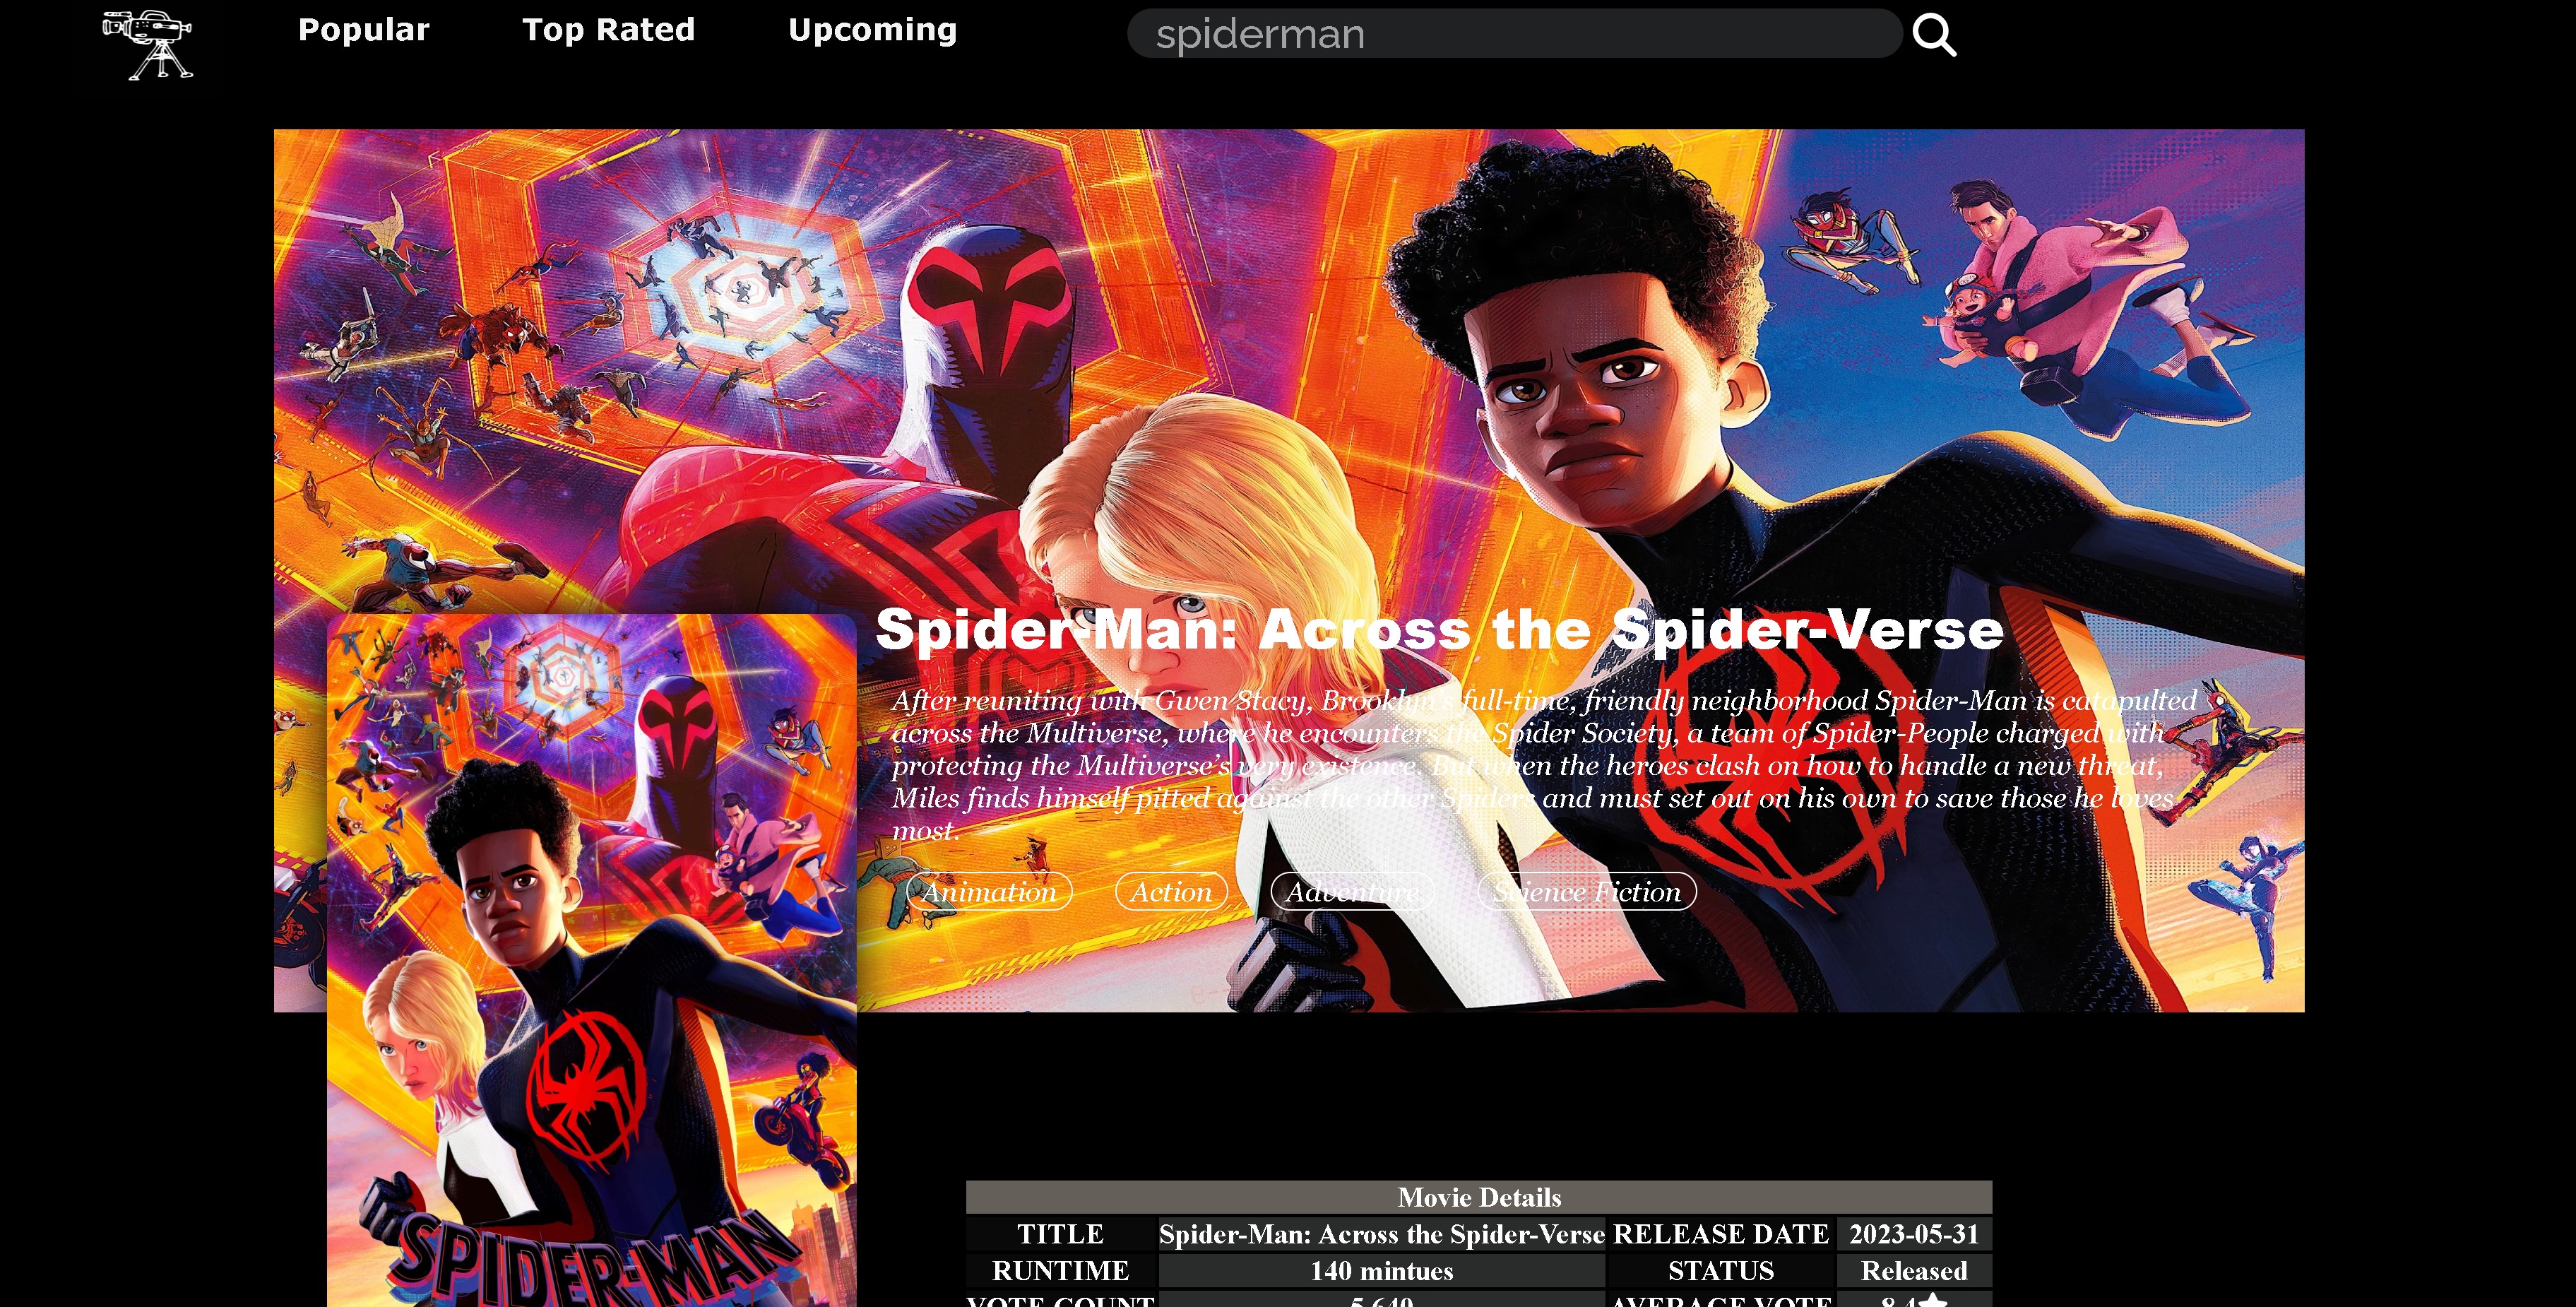 Popular Top Rated Upcoming spiderman
Spider-Man: Across the Spider-Verse
After reuniting with Gwen Stacy, Brooklyn's full-time, friendly neighborhood Spider-Man is catapulted
across the Multiverse, where he encounters the Spider Society, a team of Spider-People charged with
protecting the Multiverse's very existence. But when the heroes clash on how to handle a new threat,
Miles finds himself pitted against the other Spiders and must set out on his own to save those he loves
most.
Animation Action Adventure Science Fiction
SPIDER-MAN
Movie Details
TITLE Spider-Man: Across the Spider-Verse RELEASE DATE 2023-05-31
RUNTIME 140 mintues STATUS Released
VOTE COUNT 5,640 AVERAGE VOTE 8.4